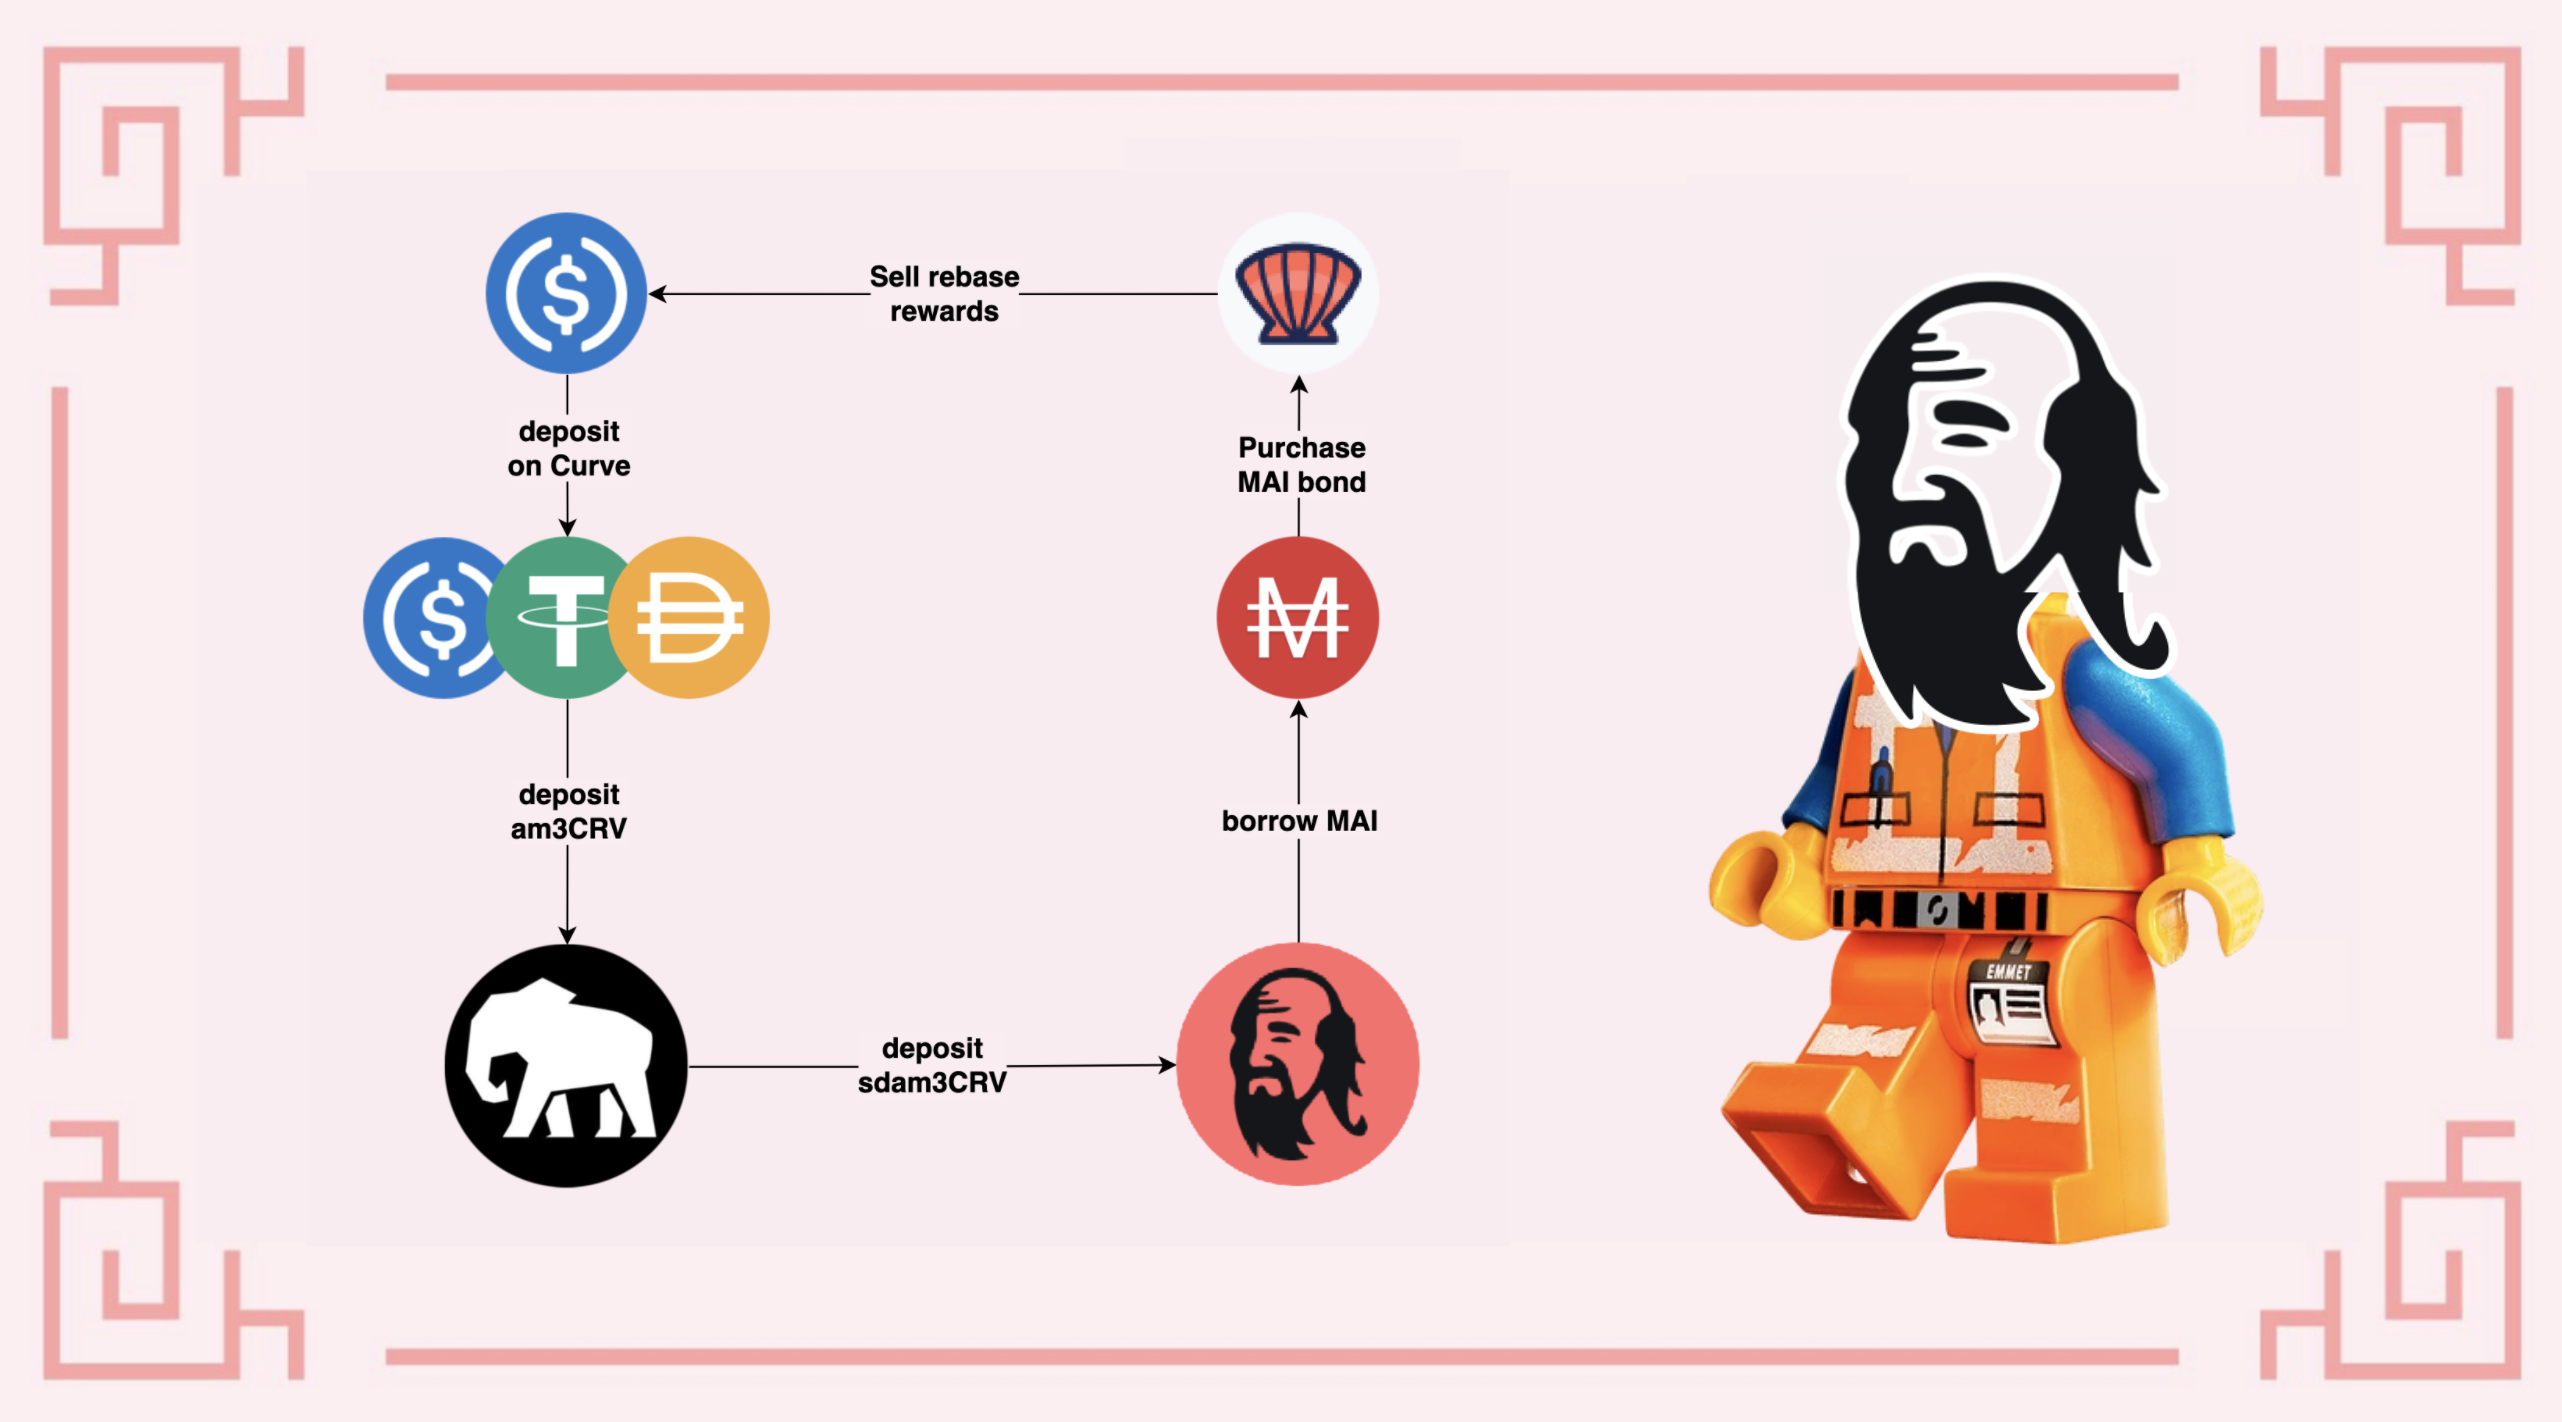 Sell rebase
rewards
deposit
on Curve
Purchase
MAI bond
deposit
am3CRV
borrow MAI
deposit
sdam3CRV
EMMET